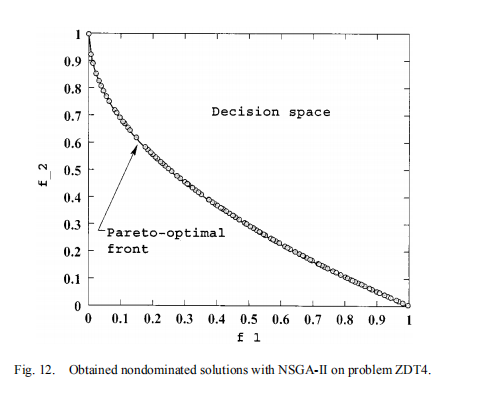 1
0.9
0.8
0.7
0.6
0.5
0.4
0.3
0.2
0.1
0
f_2
Decision space
Pareto-optimal
front
0 0.1 0.2 0.3 0.4 0.5 0.6 0.7 0.8 0.9 1
f 1
Fig. 12. Obtained nondominated solutions with NSGA-II on problem ZDT4.